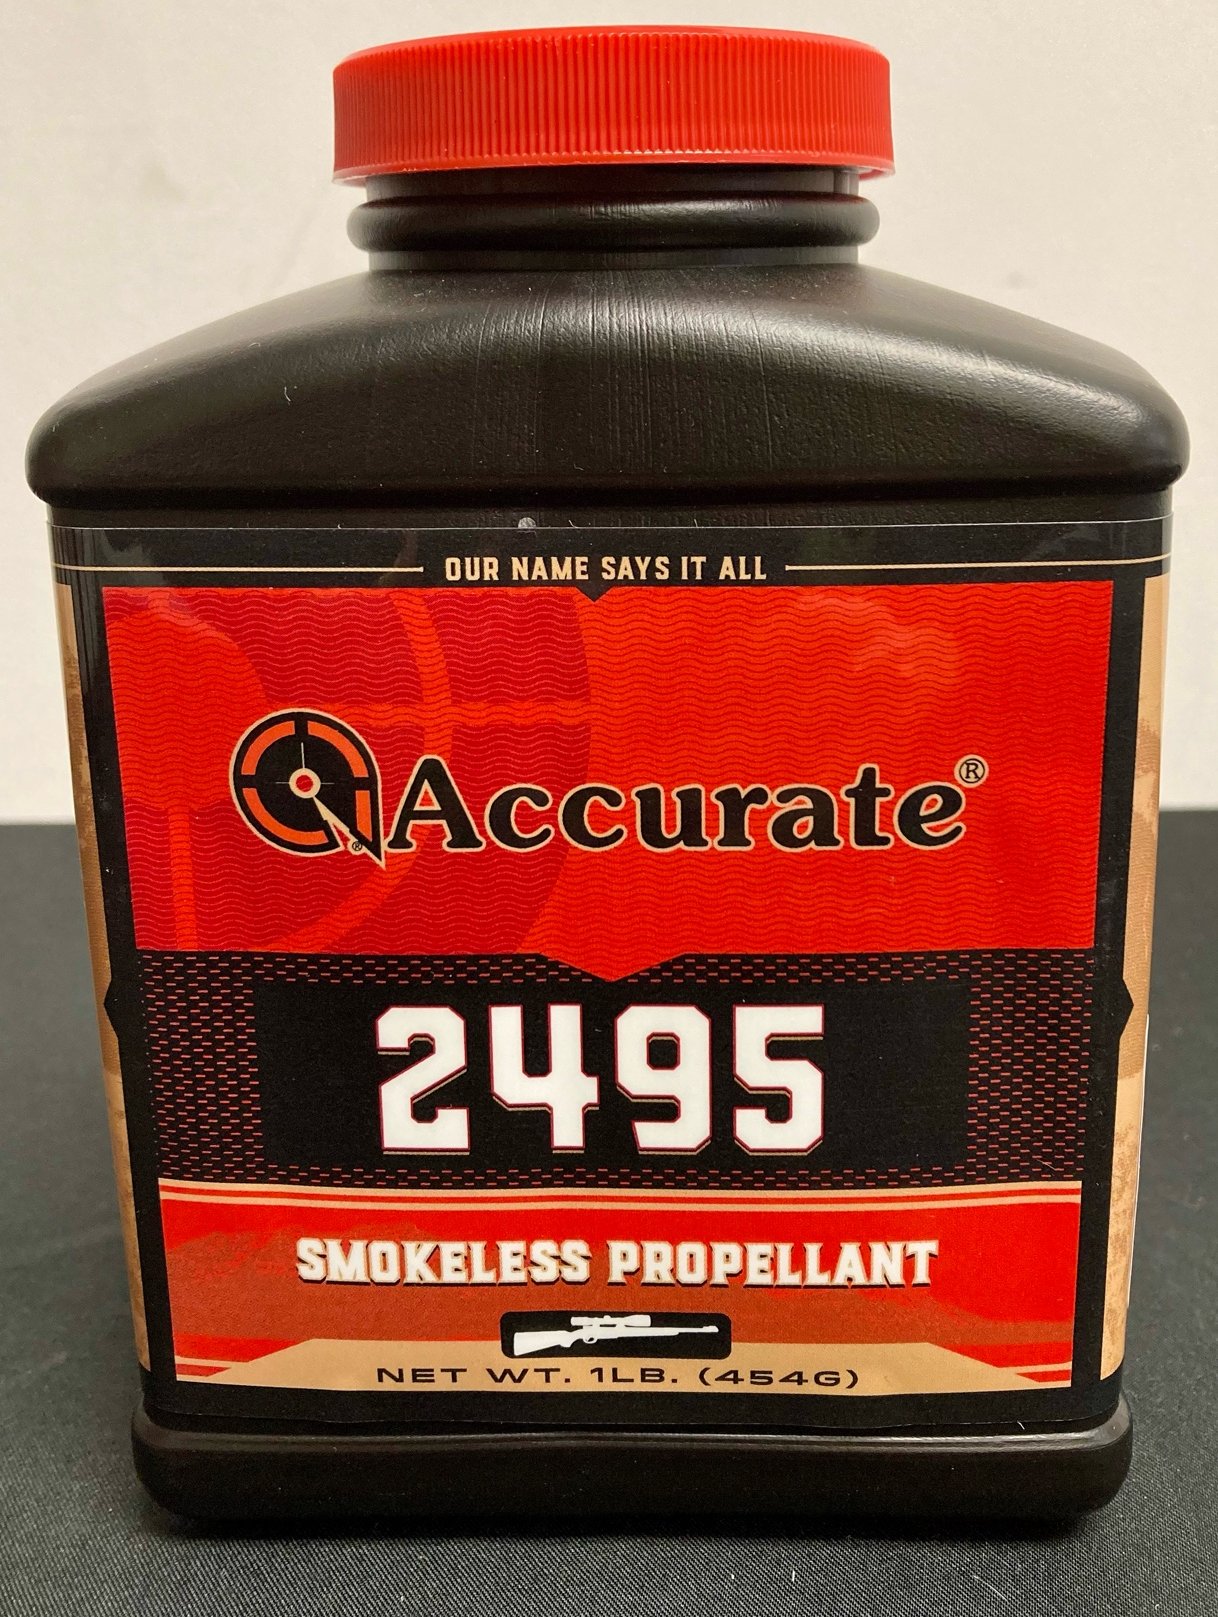 OUR NAME SAYS IT ALL
Accurate®
®
2495
SMOKELESS PROPELLANT
NET WT. 1LB. (454G)